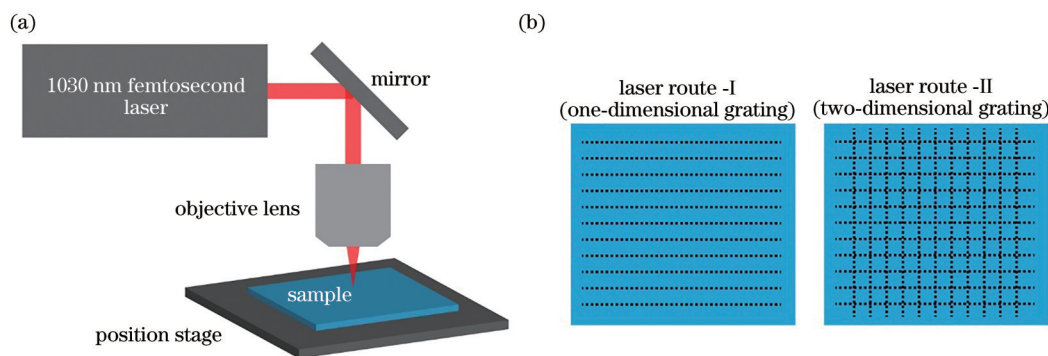 (a)
1030 nm femtosecond
laser
mirror
objective lens
sample
position stage
(b)
laser route -I
(one-dimensional grating)
laser route -II
(two-dimensional grating)